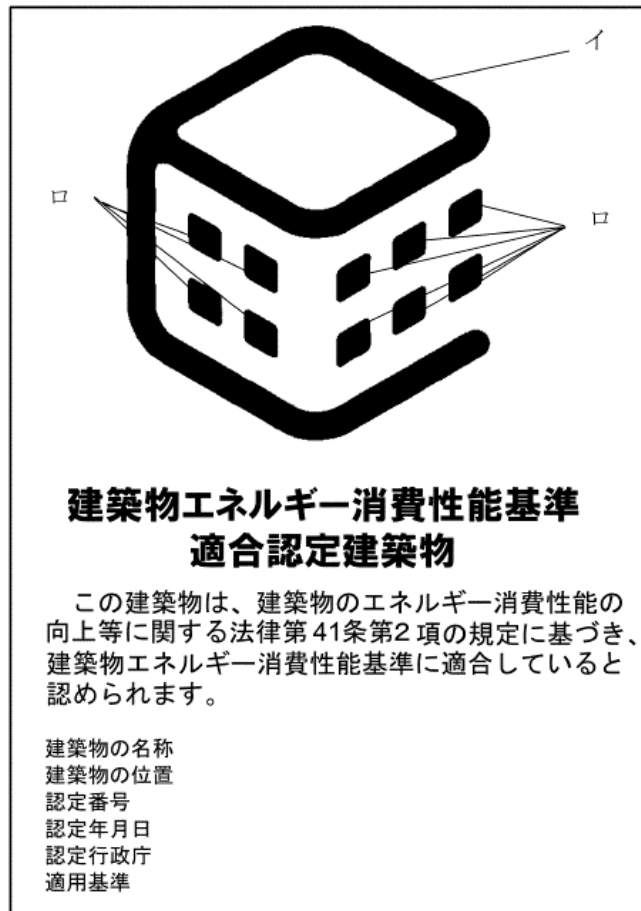 イ
ロ
ロ
建築物エネルギー消費性能基準
適合認定建築物
この建築物は、建築物のエネルギー消費性能の
向上等に関する法律第41条第2項の規定に基づき、
建築物エネルギー消費性能基準に適合していると
認められます。
建築物の名称
建築物の位置
認定番号
認定年月日
認定行政庁
適用基準